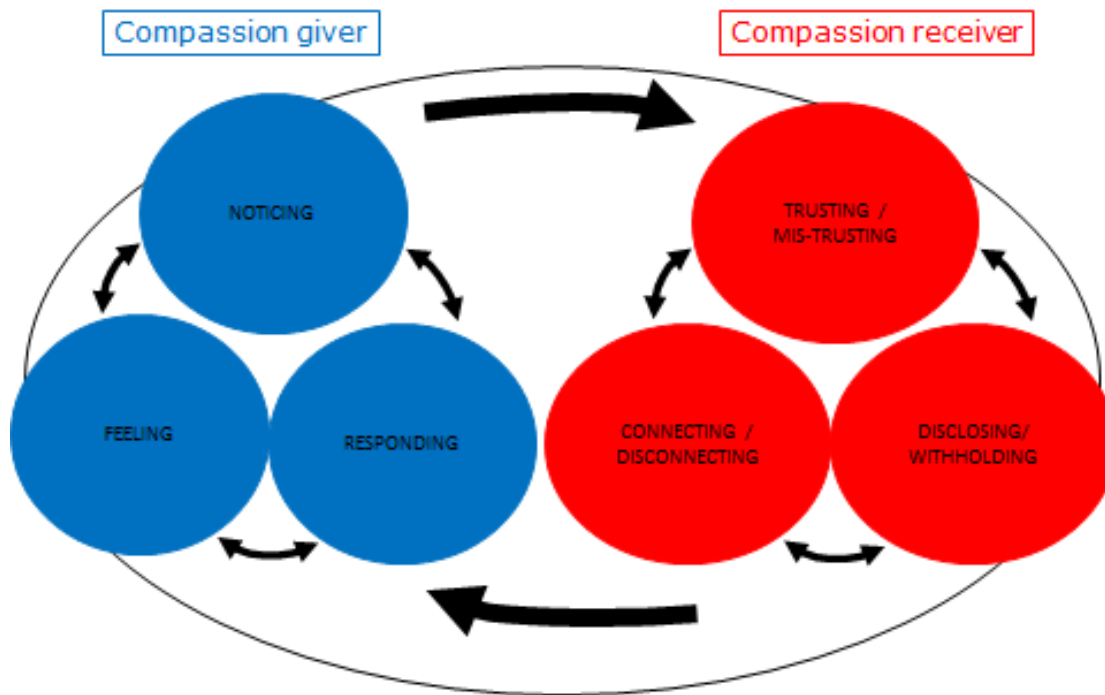 Compassion giver
Compassion receiver
NOTICING
TRUSTING /
MIS-TRUSTING
FEELING
RESPONDING
CONNECTING /
DISCONNECTING
DISCLOSING/
WITHHOLDING